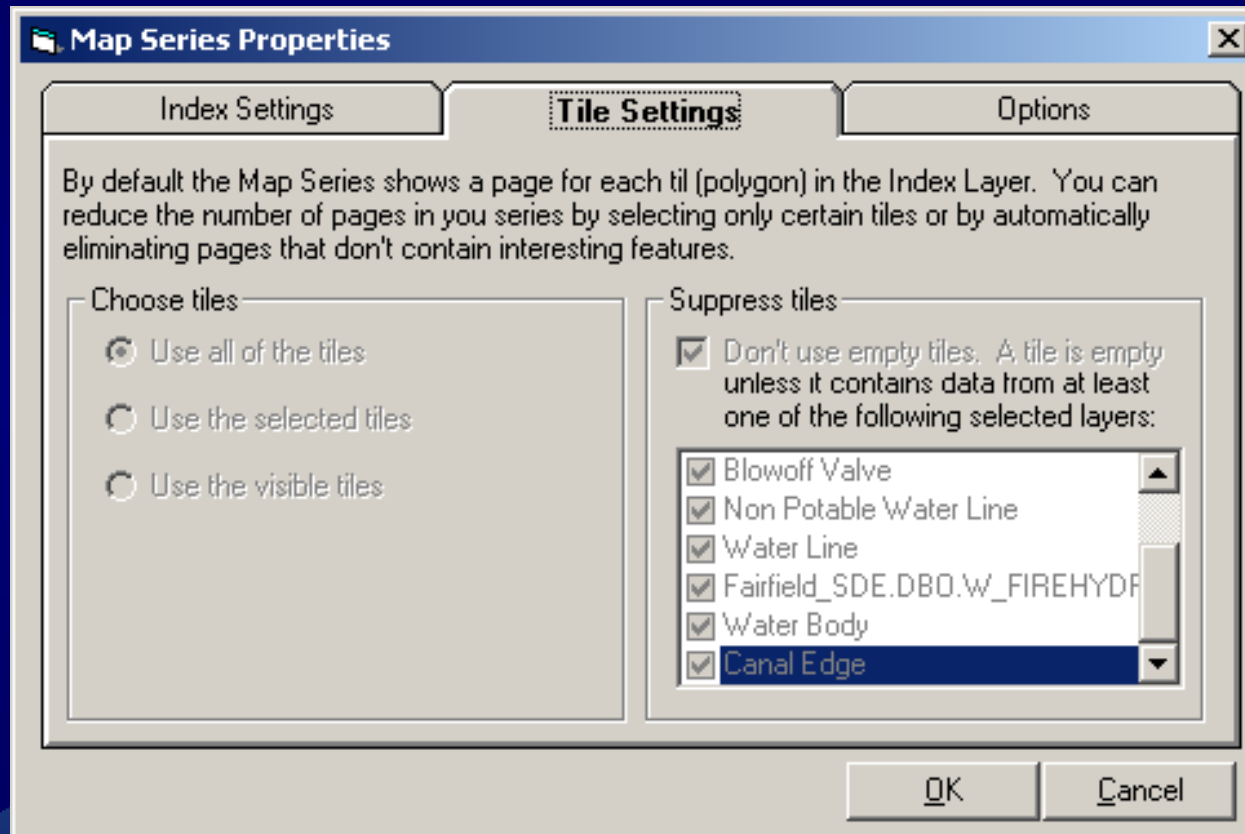 Map Series Properties
Index Settings
Tile Settings
Options
By default the Map Series shows a page for each til (polygon) in the Index Layer.  You can
reduce the number of pages in you series by selecting only certain tiles or by automatically
eliminating pages that don't contain interesting features.
Choose tiles
Use all of the tiles
Use the selected tiles
Use the visible tiles
Suppress tiles
Don't use empty tiles.  A tile is empty
unless it contains data from at least
one of the following selected layers:
Blowoff Valve
Non Potable Water Line
Water Line
Fairfield_SDE.DBO.W_FIREHYDR
Water Body
Canal Edge
OK
Cancel